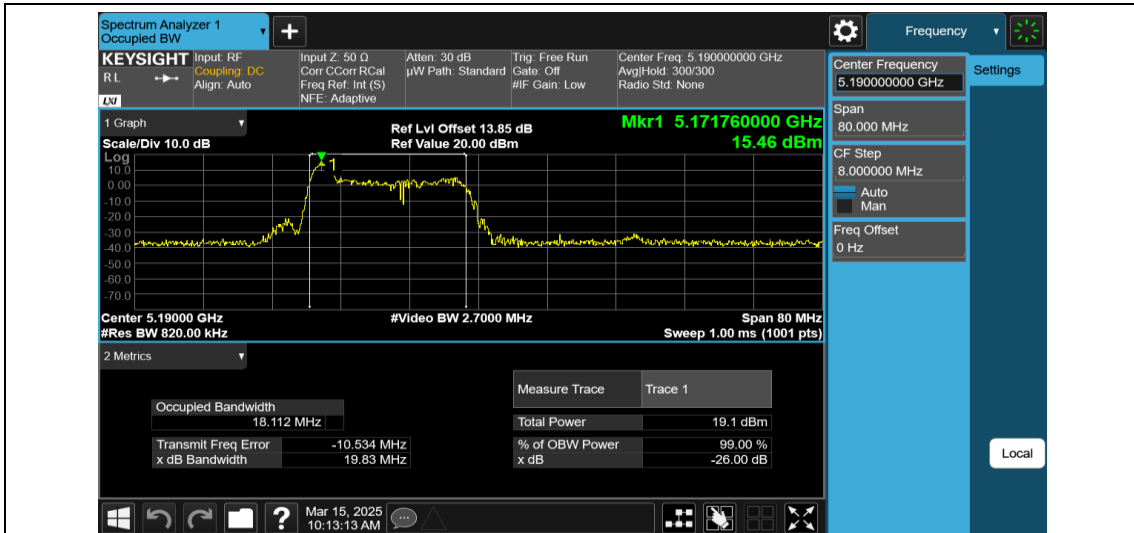 Spectrum Analyzer 1
Occupied BW
Frequency
KEYSIGHT
R L
LXI
Input: RF
Coupling: DC
Align: Auto
Input Z: 50 Ω
Corr CCorr RCal
Freq Ref: Int (S)
NFE: Adaptive
Atten: 30 dB
µW Path: Standard
Trig: Free Run
Gate: Off
#IF Gain: Low
Center Freq: 5.190000000 GHz
Avg|Hold: 300/300
Radio Std: None
Center Frequency
5.190000000 GHz
Settings
Span
80.000 MHz
CF Step
8.000000 MHz
Auto
Man
Freq Offset
0 Hz
1 Graph
Scale/Div 10.0 dB
Ref Lvl Offset 13.85 dB
Ref Value 20.00 dBm
Mkr1 5.171760000 GHz
15.46 dBm
Log
1
10.0
0.00
-10.0
-20.0
-30.0
-40.0
-50.0
-60.0
-70.0
Center 5.19000 GHz
#Res BW 820.00 kHz
#Video BW 2.7000 MHz
Span 80 MHz
Sweep 1.00 ms (1001 pts)
2 Metrics
Measure Trace Trace 1
Occupied Bandwidth
18.112 MHz
Total Power 19.1 dBm
Transmit Freq Error -10.534 MHz
% of OBW Power 99.00 %
x dB Bandwidth 19.83 MHz
x dB -26.00 dB
Local
Mar 15, 2025
10:13:13 AM